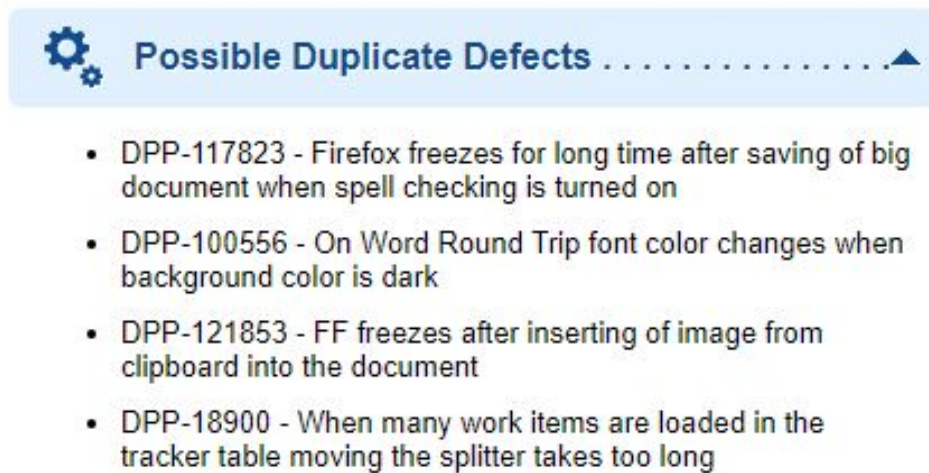 Possible Duplicate Defects . . . . . . . . . . . . . . .
• DPP-117823 - Firefox freezes for long time after saving of big
document when spell checking is turned on
• DPP-100556 - On Word Round Trip font color changes when
background color is dark
• DPP-121853 - FF freezes after inserting of image from
clipboard into the document
• DPP-18900 - When many work items are loaded in the
tracker table moving the splitter takes too long